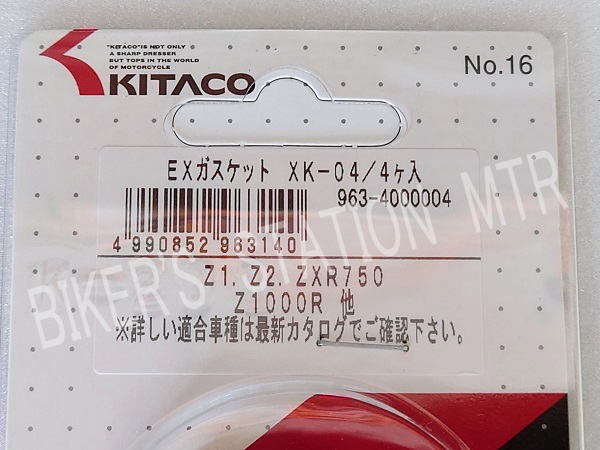 "KITACO" IS NOT ONLY
A SHARP DRESSER
BUT TOPS IN THE WORLD
OF MOTORCYCLE
KITACO
No.16
EXガスケット XK-04/4ヶ入
963-4000004
4 990852 963140
Z1. Z2. ZXR750
Z1000R 他
※詳しい適合車種は最新カタログでご確認下さい。
BIKER'S STATION MTR